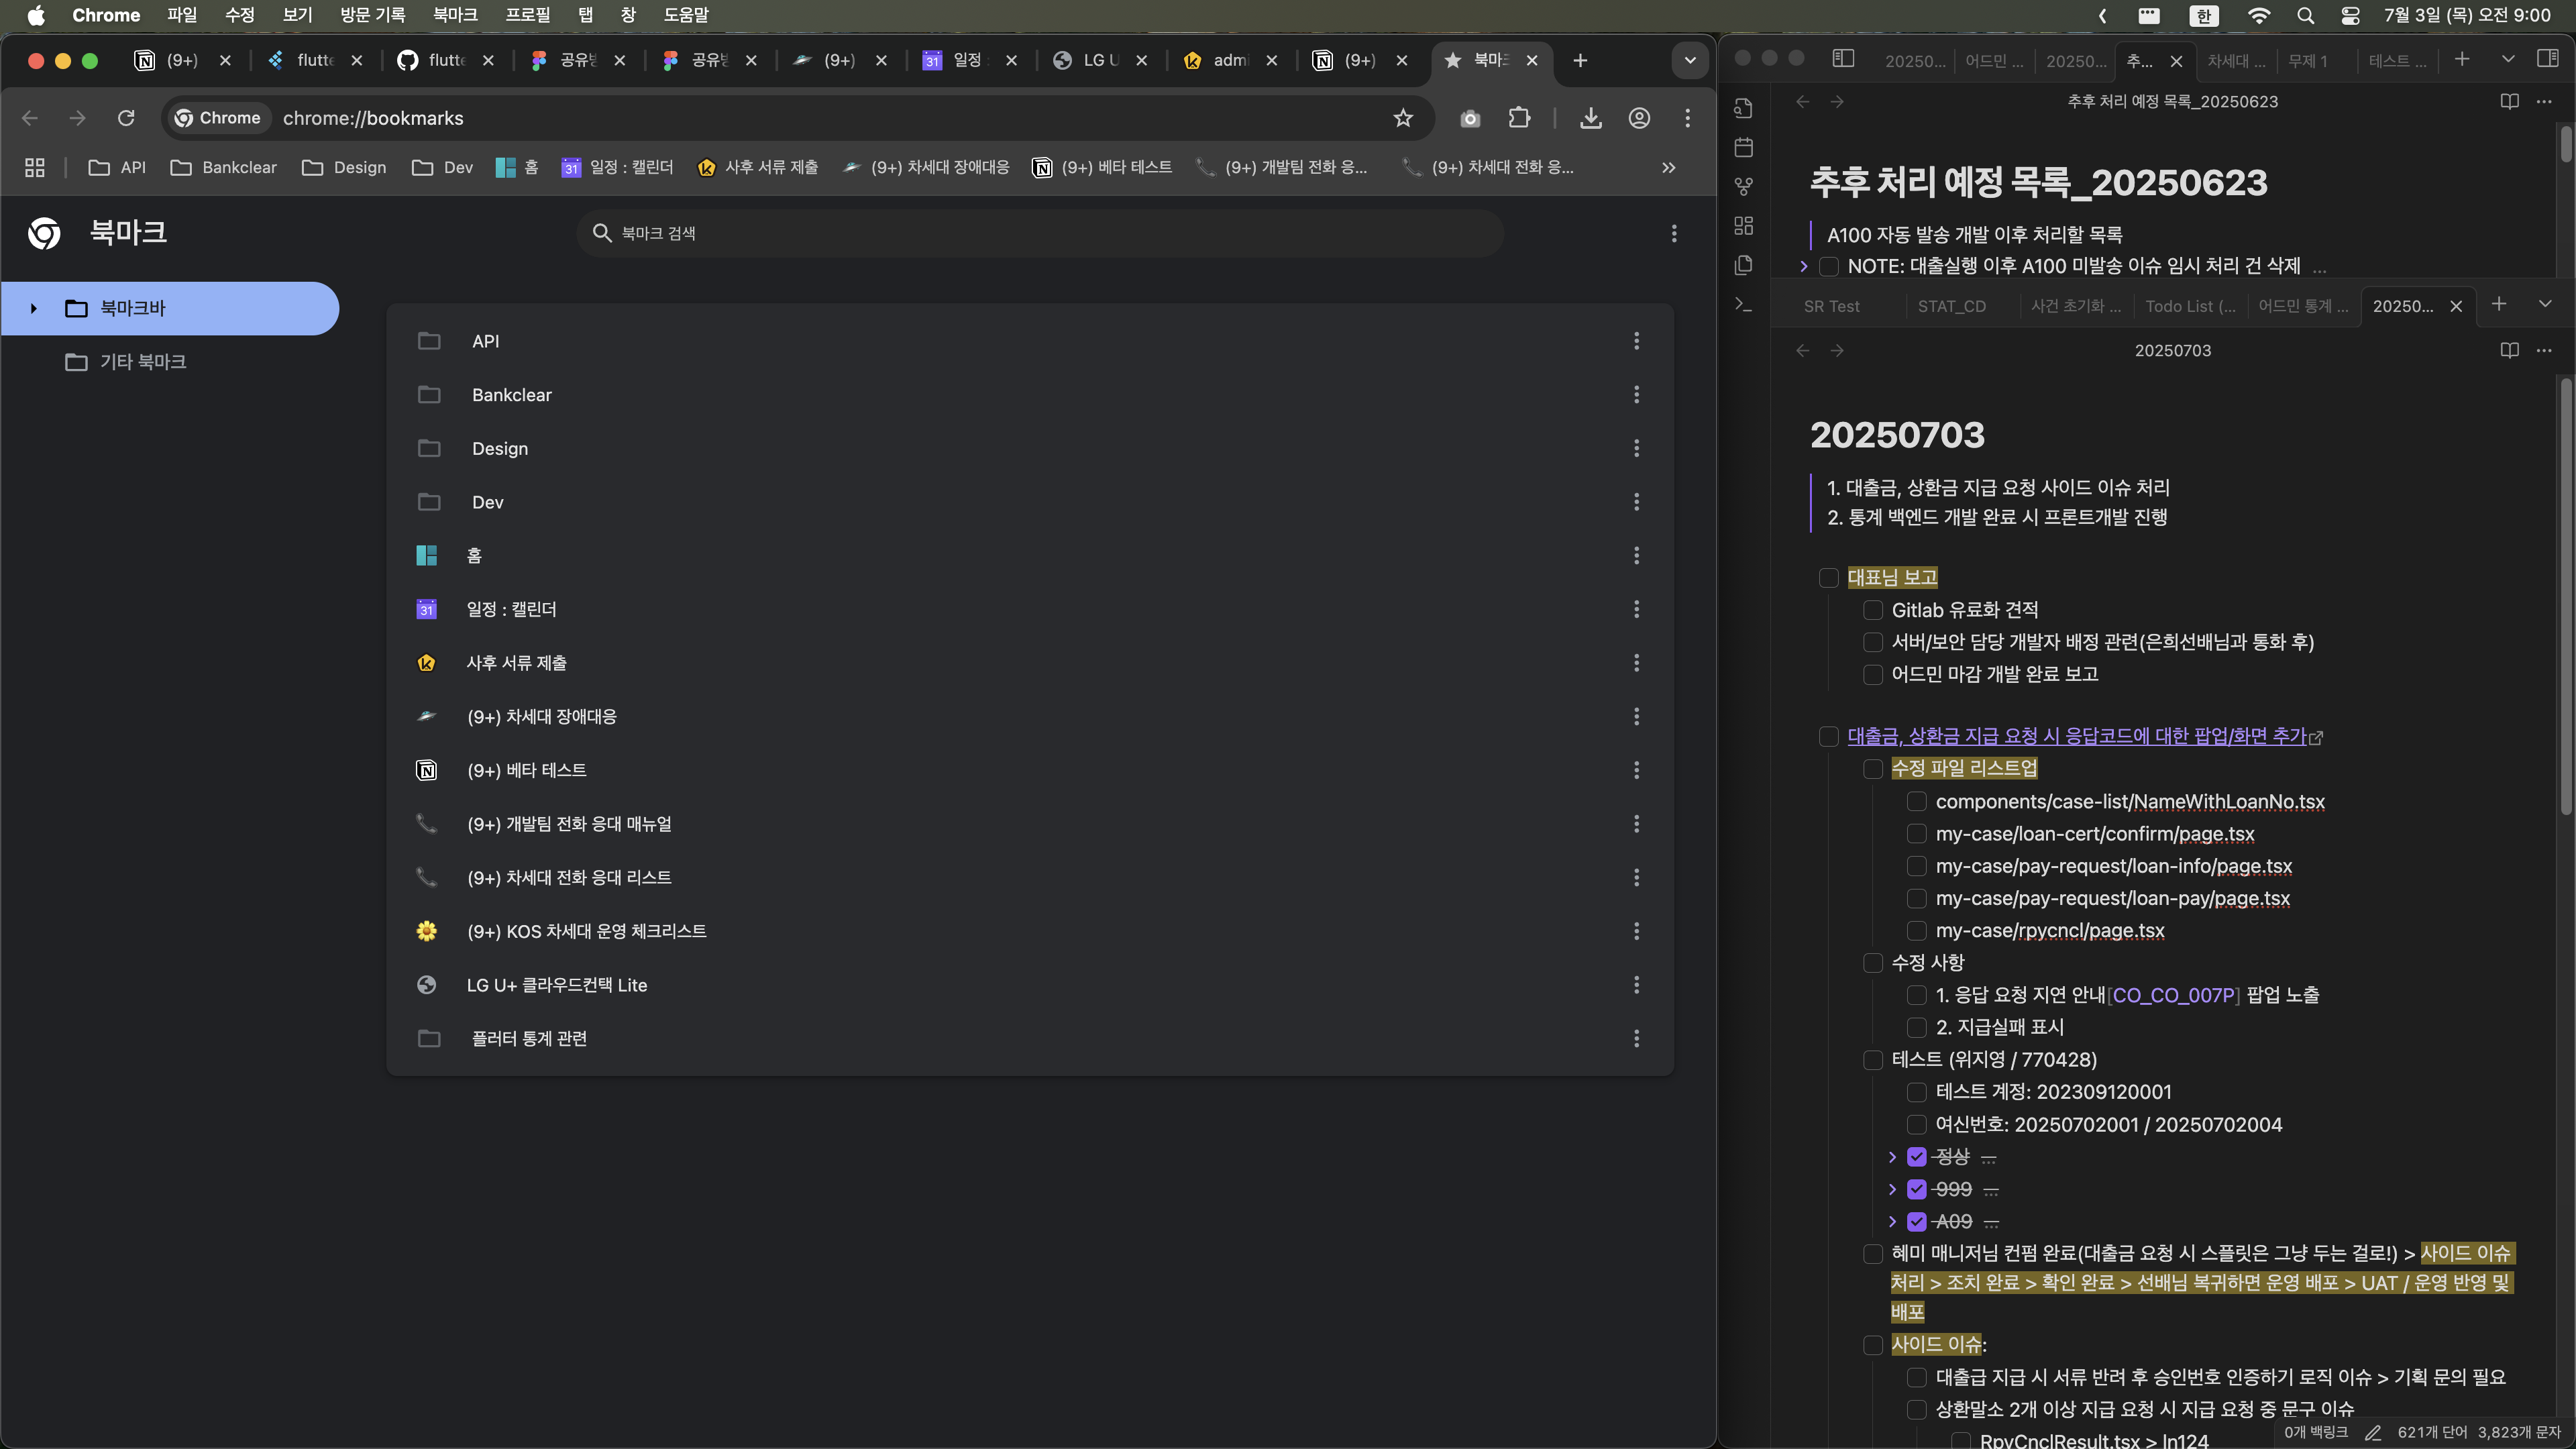 Chrome 파일 수정 보기 방문 기록 북마크 프로필 탭 창 도움말 한 7월 3일 (목) 오전 9:00
(9+) flutte flutte 공유 공유 (9+) 31 일정 LG U admi (9+) 북마
Chrome chrome://bookmarks
API Bankclear Design Dev 홈 31 일정 : 캘린더 사후 서류 제출 (9+) 차세대 장애대응 (9+) 베타 테스트 (9+) 개발팀 전화 응... (9+) 차세대 전화 응...
북마크
북마크 검색
북마크바
기타 북마크
API
Bankclear
Design
Dev
홈
31 일정 : 캘린더
사후 서류 제출
(9+) 차세대 장애대응
(9+) 베타 테스트
(9+) 개발팀 전화 응대 매뉴얼
(9+) 차세대 전화 응대 리스트
(9+) KOS 차세대 운영 체크리스트
LG U+ 클라우드컨택 Lite
플러터 통계 관련
20250... 어드민 ... 20250... 추... 차세대 ... 무제 1 테스트 ...
추후 처리 예정 목록_20250623
추후 처리 예정 목록_20250623
A100 자동 발송 개발 이후 처리할 목록
NOTE: 대출실행 이후 A100 미발송 이슈 임시 처리 건 삭제 ...
SR Test STAT_CD 사건 초기화 ... Todo List (... 어드민 통계 ... 20250...
20250703
20250703
1. 대출금, 상환금 지급 요청 사이드 이슈 처리
2. 통계 백엔드 개발 완료 시 프론트개발 진행
대표님 보고
Gitlab 유료화 견적
서버/보안 담당 개발자 배정 관련(은희선배님과 통화 후)
어드민 마감 개발 완료 보고
대출금, 상환금 지급 요청 시 응답코드에 대한 팝업/화면 추가
수정 파일 리스트업
components/case-list/NameWithLoanNo.tsx
my-case/loan-cert/confirm/page.tsx
my-case/pay-request/loan-info/page.tsx
my-case/pay-request/loan-pay/page.tsx
my-case/rpycncl/page.tsx
수정 사항
1. 응답 요청 지연 안내[CO_CO_007P] 팝업 노출
2. 지급실패 표시
테스트 (위지영 / 770428)
테스트 계정: 202309120001
여신번호: 20250702001 / 20250702004
정상 ...
999 ...
A09 ...
혜미 매니저님 컨펌 완료(대출금 요청 시 스플릿은 그냥 두는 걸로!) > 사이드 이슈
처리 > 조치 완료 > 확인 완료 > 선배님 복귀하면 운영 배포 > UAT / 운영 반영 및
배포
사이드 이슈:
대출급 지급 시 서류 반려 후 승인번호 인증하기 로직 이슈 > 기획 문의 필요
상환말소 2개 이상 지급 요청 시 지급 요청 중 문구 이슈
RpyCnclResult.tsx > ln124
0개 백링크 621개 단어 3,823개 문자